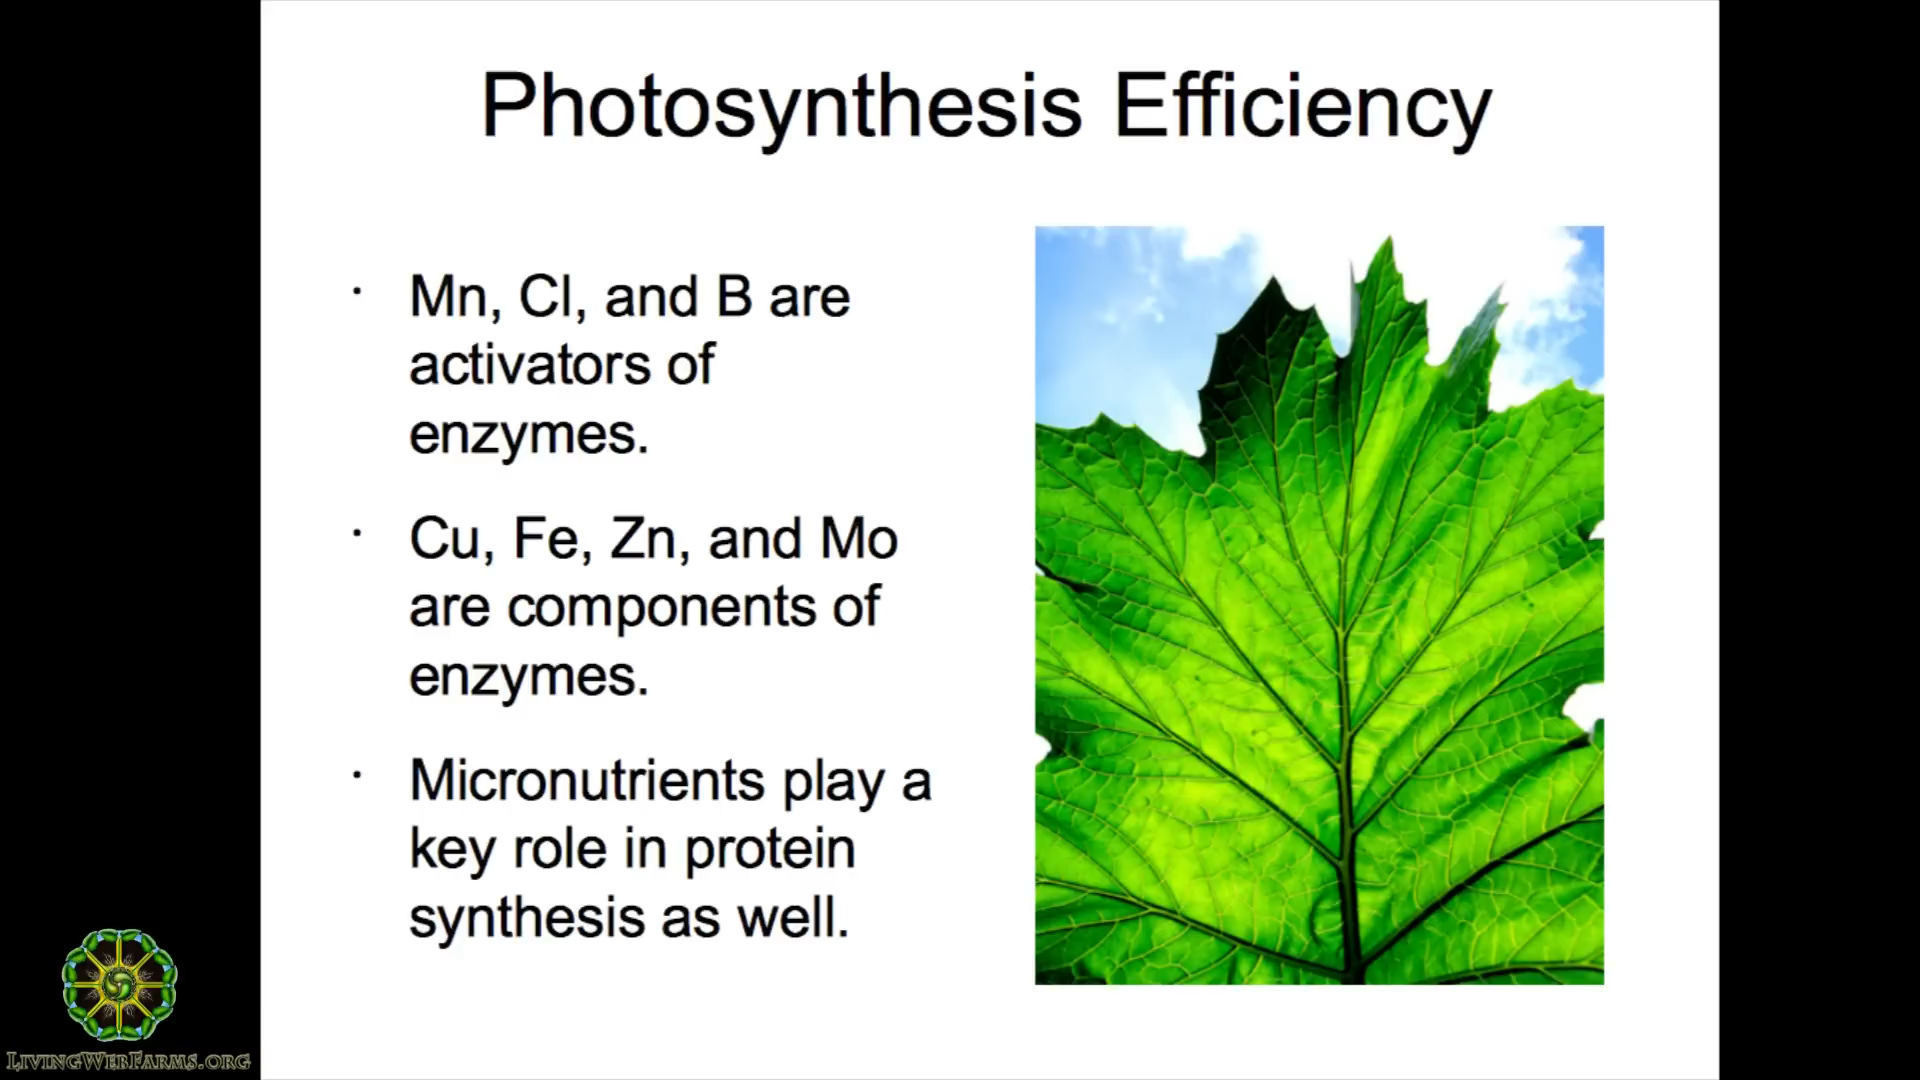 Photosynthesis Efficiency
· Mn, Cl, and B are
activators of
enzymes.
· Cu, Fe, Zn, and Mo
are components of
enzymes.
· Micronutrients play a
key role in protein
synthesis as well.
LivingWebFarms.org